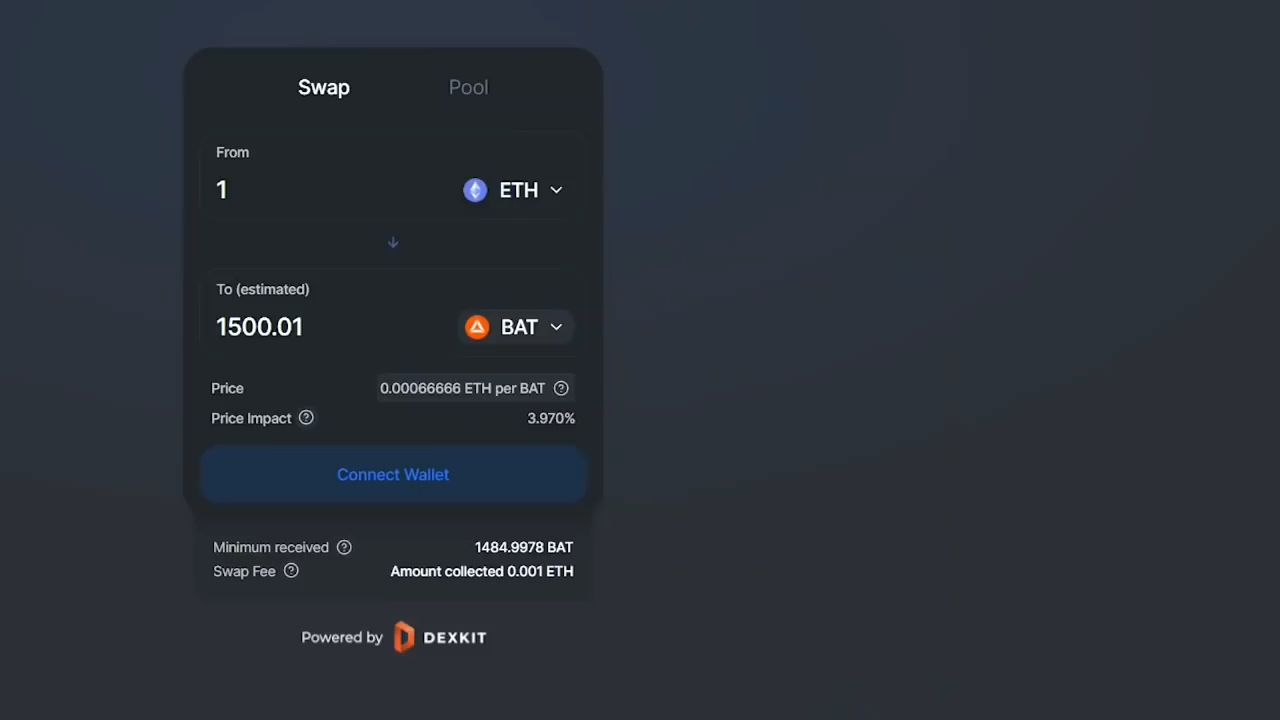 Swap Pool
From
1 ETH
To (estimated)
1500.01 BAT
Price 0.00066666 ETH per BAT ?
Price Impact ? 3.970%
Connect Wallet
Minimum received ? 1484.9978 BAT
Swap Fee ? Amount collected 0.001 ETH
Powered by DEXKIT